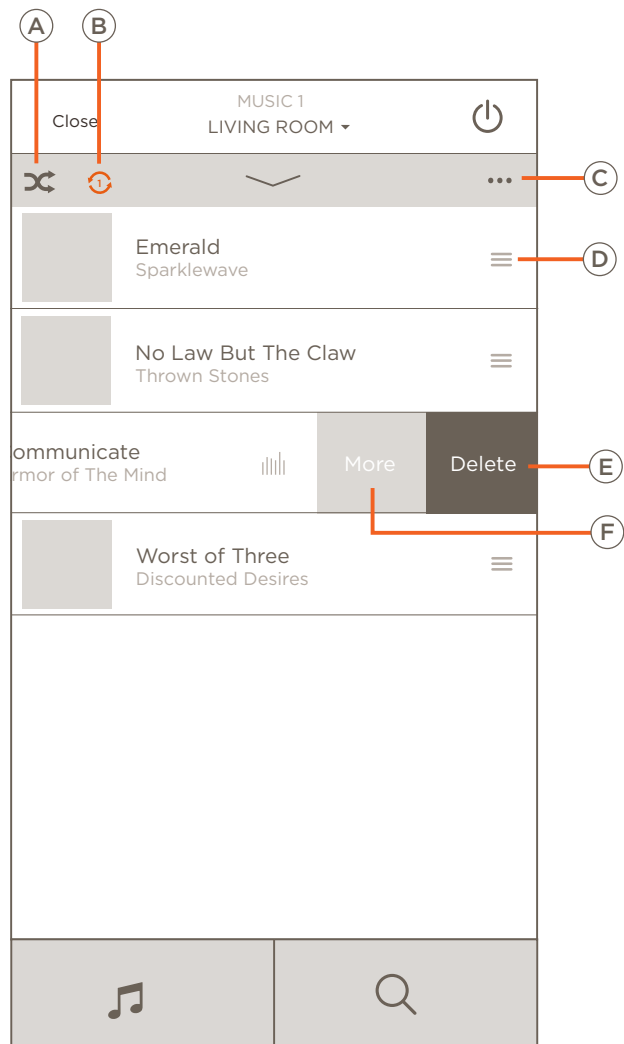 A B
Close
MUSIC 1
LIVING ROOM
1
C
Emerald
Sparklewave
D
No Law But The Claw
Thrown Stones
ommunicate
rmor of The Mind
More
Delete
E
F
Worst of Three
Discounted Desires